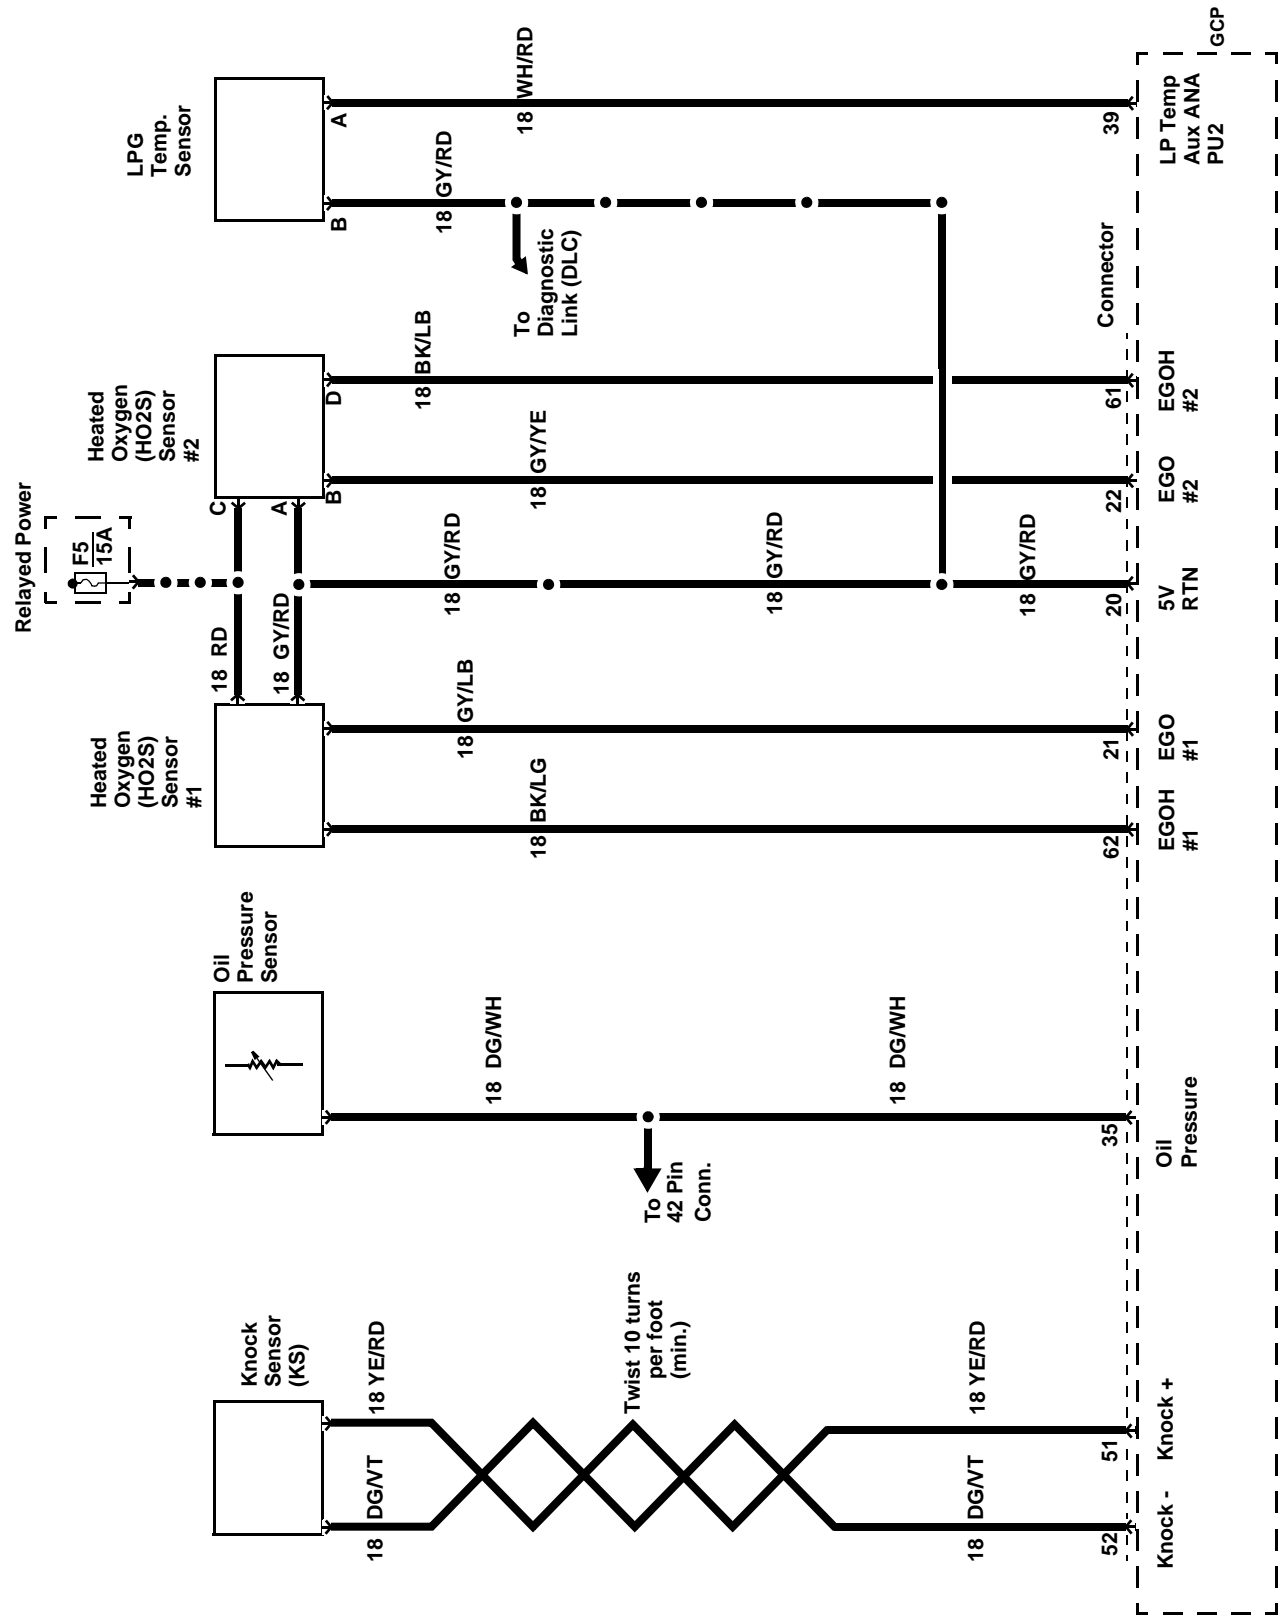 Knock
Sensor
(KS)
18 DG/VT
18 YE/RD
Twist 10 turns
per foot
(min.)
18 DG/VT
18 YE/RD
52
51
Knock -
Knock +
Oil
Pressure
Sensor
18 DG/WH
To
42 Pin
Conn.
18 DG/WH
35
Oil
Pressure
Relayed Power
F5
15A
Heated
Oxygen
(HO2S)
Sensor
#1
18 RD
18 GY/RD
18 BK/LG
18 GY/LB
62
21
EGOH
#1
EGO
#1
18 GY/RD
18 GY/RD
18 GY/RD
20
5V
RTN
Heated
Oxygen
(HO2S)
Sensor
#2
C
A
B
D
18 GY/YE
18 BK/LB
22
61
EGO
#2
EGOH
#2
Connector
LPG
Temp.
Sensor
B
A
18 GY/RD
18 WH/RD
To
Diagnostic
Link (DLC)
39
LP Temp
Aux ANA
PU2
GCP